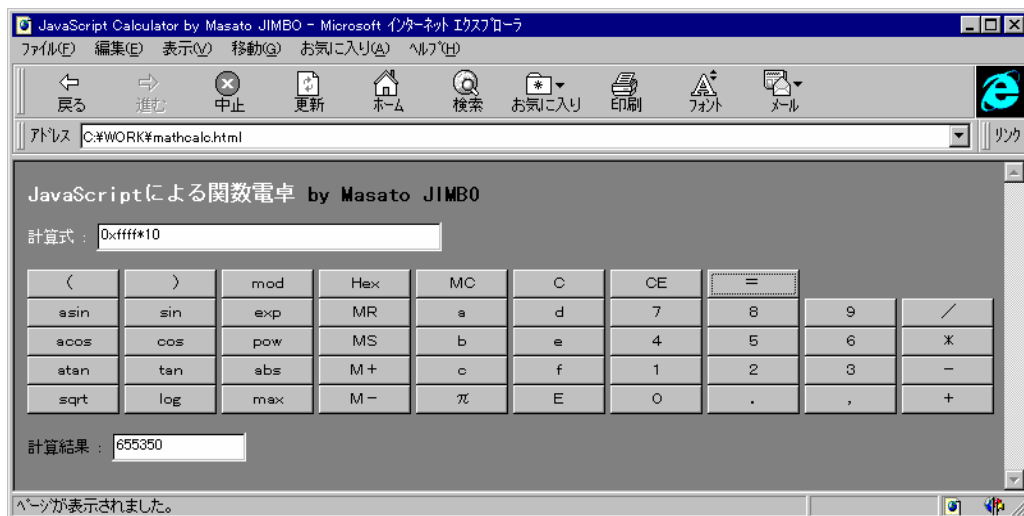 JavaScript Calculator by Masato JIMBO - Microsoft インターネット エクスプローラ
ファイル(F) 編集(E) 表示(V) 移動(G) お気に入り(A) ヘルプ(H)
戻る 進む 中止 更新 ホーム 検索 お気に入り 印刷 フォント メール
アドレス C:¥WORK¥mathcalc.html リンク
JavaScriptによる関数電卓 by Masato JIMBO
計算式 : 0xffff*10
( ) mod Hex MC C CE =
asin sin exp MR a d 7 8 9 /
acos cos pow MS b e 4 5 6 *
atan tan abs M+ c f 1 2 3 -
sqrt log max M- π E 0 . , +
計算結果 : 655350
ページが表示されました。